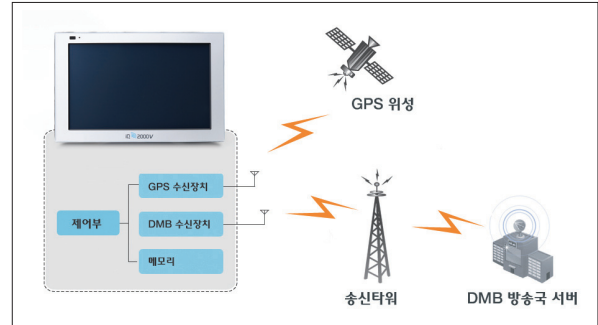 GPS 위성
GPS 수신장치
제어부
DMB 수신장치
메모리
송신타워
DMB 방송국 서버